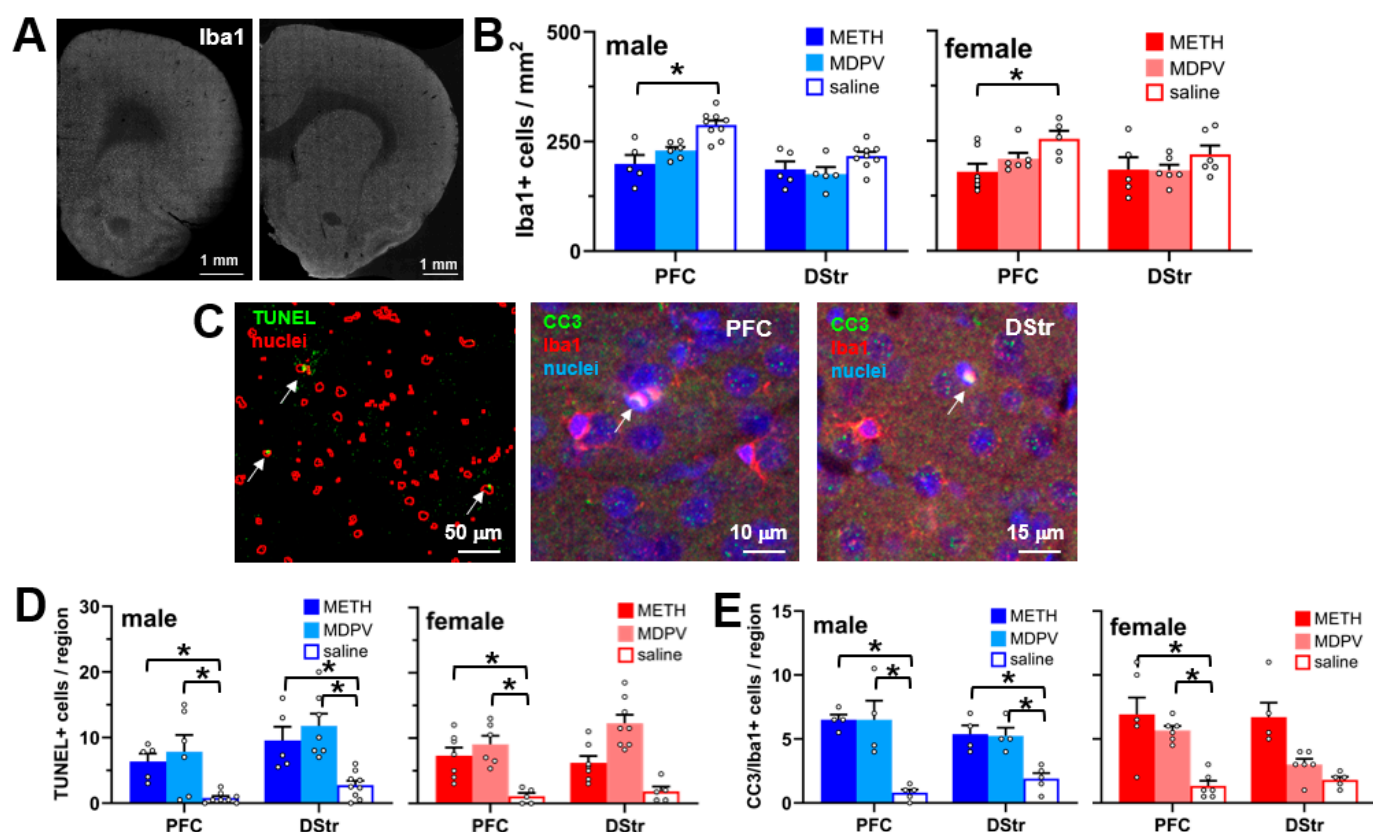 A
Iba1
1 mm
1 mm
B
Iba1+ cells / mm²
500
250
0
male
*
METH
MDPV
saline
PFC
DStr
female
*
METH
MDPV
saline
PFC
DStr
C
TUNEL
nuclei
50 µm
CC3
Iba1
nuclei
PFC
10 µm
CC3
Iba1
nuclei
DStr
15 µm
D
TUNEL+ cells / region
30
20
10
0
male
METH
MDPV
saline
*
*
*
*
PFC
DStr
female
METH
MDPV
saline
*
*
PFC
DStr
E
CC3/Iba1+ cells / region
15
10
5
0
male
METH
MDPV
saline
*
*
*
*
PFC
DStr
female
METH
MDPV
saline
*
*
PFC
DStr